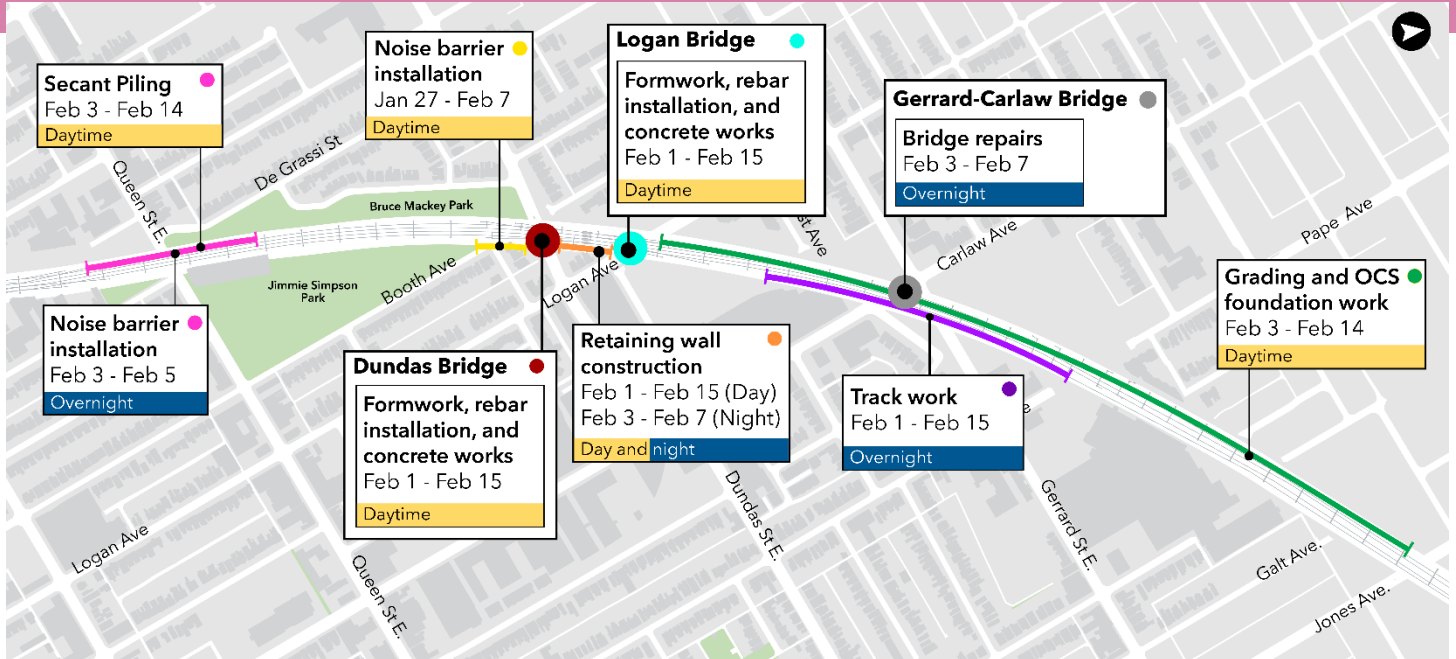 Secant Piling
Feb 3 - Feb 14
Daytime
Noise barrier
installation
Jan 27 - Feb 7
Daytime
Logan Bridge
Formwork, rebar
installation, and
concrete works
Feb 1 - Feb 15
Daytime
Gerrard-Carlaw Bridge
Bridge repairs
Feb 3 - Feb 7
Overnight
Queen St E.
De Grassi St
Bruce Mackey Park
Jimmie Simpson
Park
Booth Ave
Logan Ave
Ave
Carlaw Ave
Pape Ave
Grading and OCS
foundation work
Feb 3 - Feb 14
Daytime
Noise barrier
installation
Feb 3 - Feb 5
Overnight
Dundas Bridge
Formwork, rebar
installation, and
concrete works
Feb 1 - Feb 15
Daytime
Retaining wall
construction
Feb 1 - Feb 15 (Day)
Feb 3 - Feb 7 (Night)
Day and night
Track work
Feb 1 - Feb 15
Overnight
Logan Ave
Queen St E.
Dundas St E.
Gerrard St E.
Galt Ave.
Jones Ave.